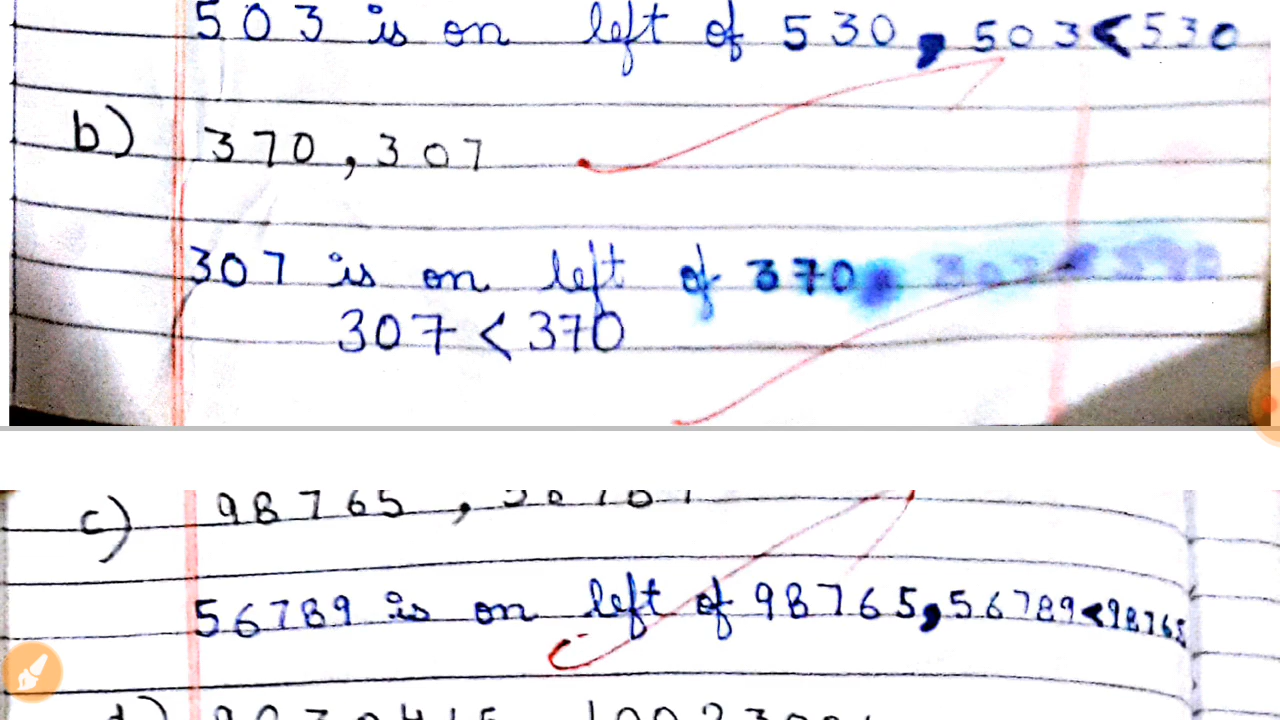 503 is on left of 530, 503<530
b) 370, 307
307 is on left of 370,
307 < 370
c) 98765,
56789 is on left of 98765, 56789<98765